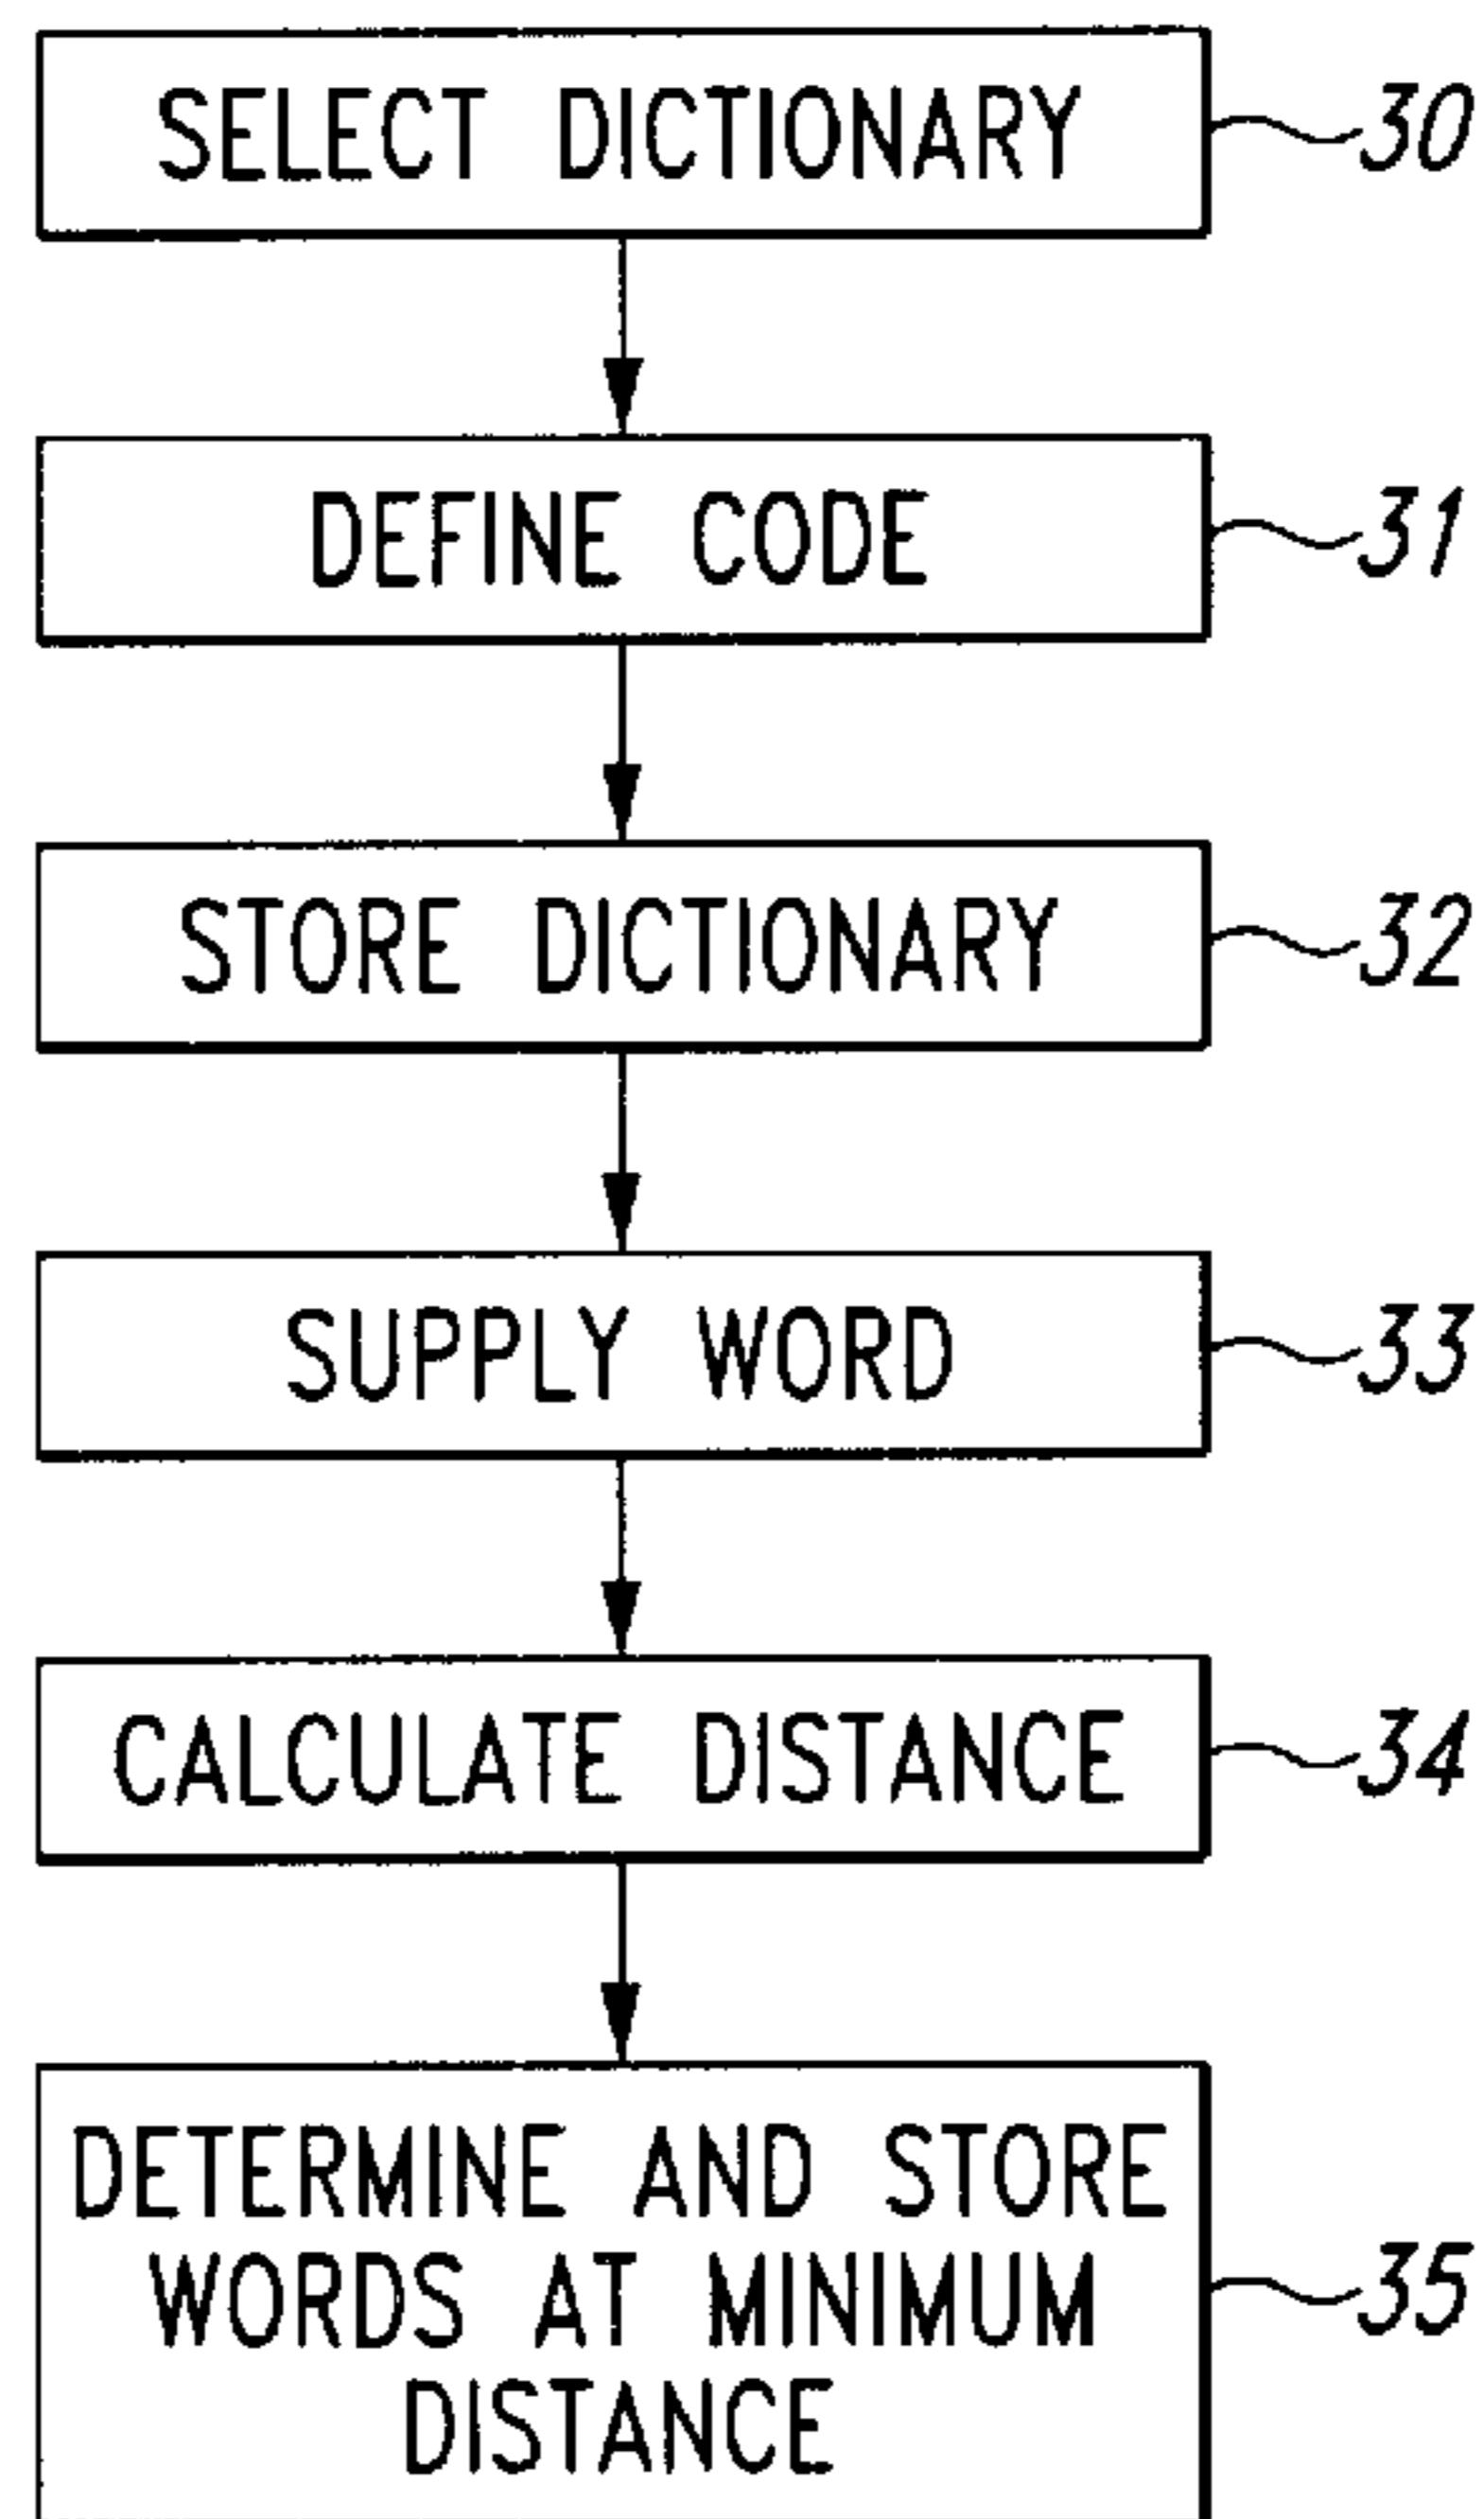 SELECT DICTIONARY 30
DEFINE CODE 31
STORE DICTIONARY 32
SUPPLY WORD 33
CALCULATE DISTANCE 34
DETERMINE AND STORE
WORDS AT MINIMUM 35
DISTANCE